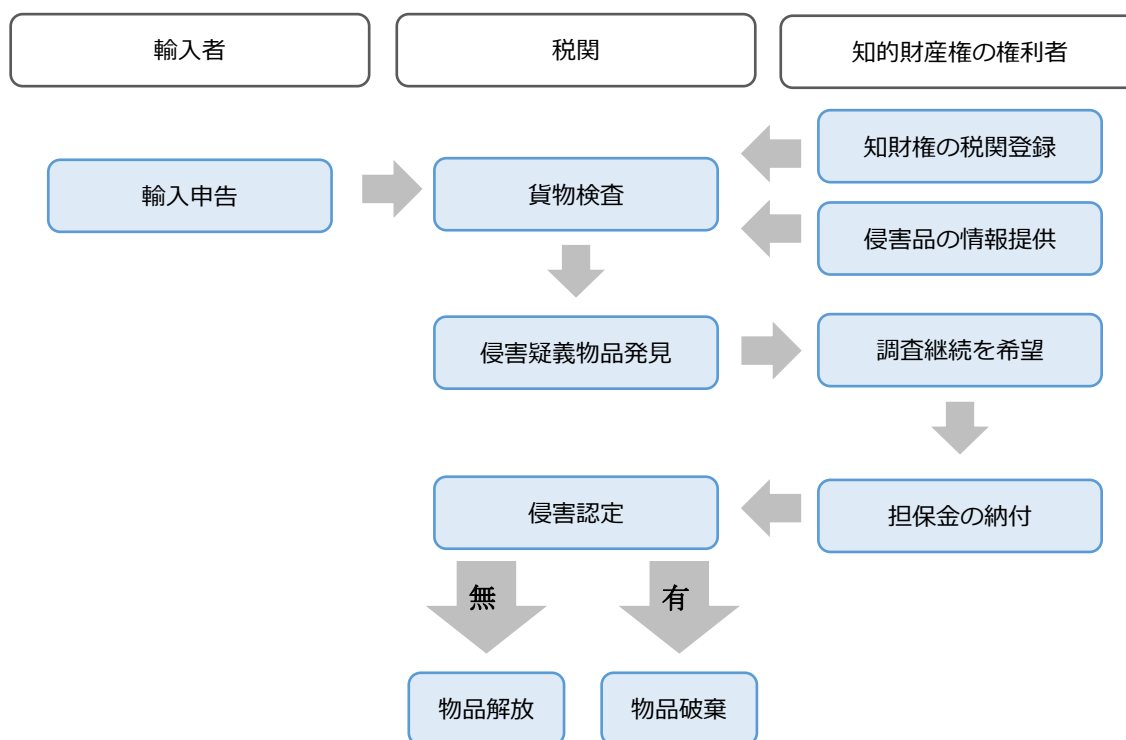 輸入者
税関
知的財産権の権利者
知財権の税関登録
輸入申告
貨物検査
侵害品の情報提供
侵害疑義物品発見
調査継続を希望
侵害認定
担保金の納付
無
有
物品解放
物品破棄